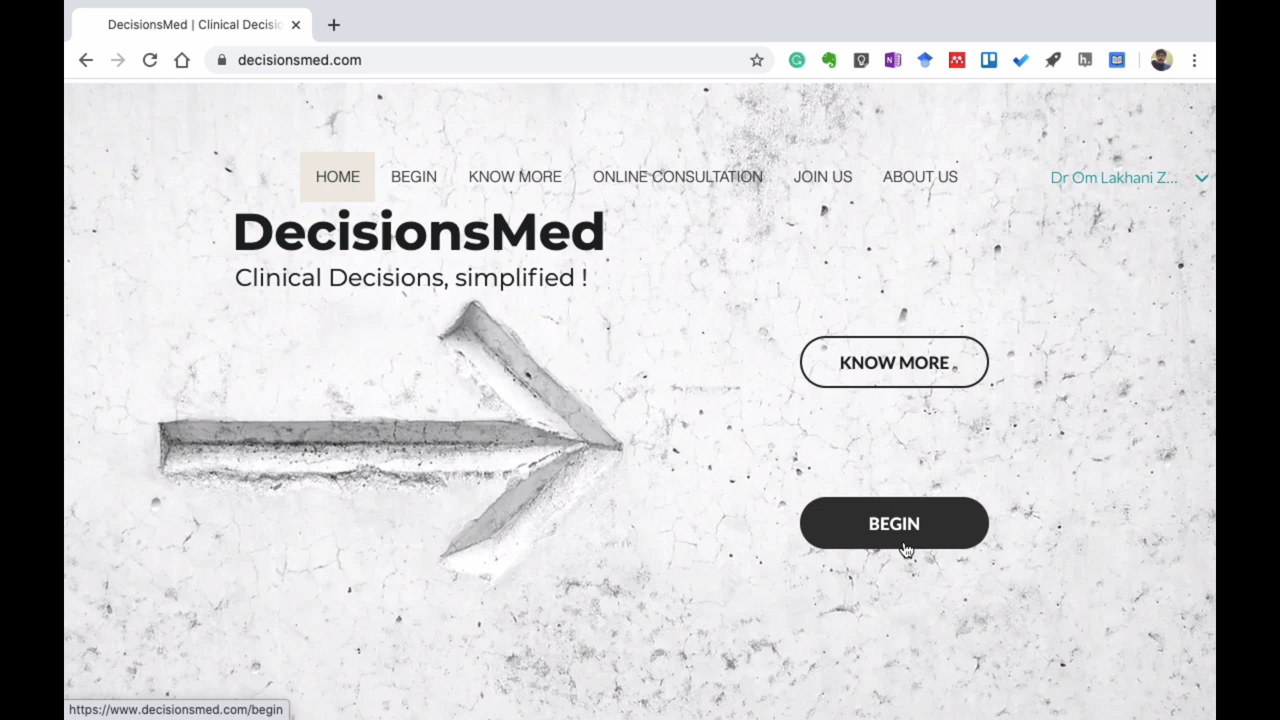 DecisionsMed | Clinical Decisi
decisionsmed.com
HOME BEGIN KNOW MORE ONLINE CONSULTATION JOIN US ABOUT US Dr Om Lakhani Z...
DecisionsMed
Clinical Decisions, simplified !
KNOW MORE
BEGIN
https://www.decisionsmed.com/begin